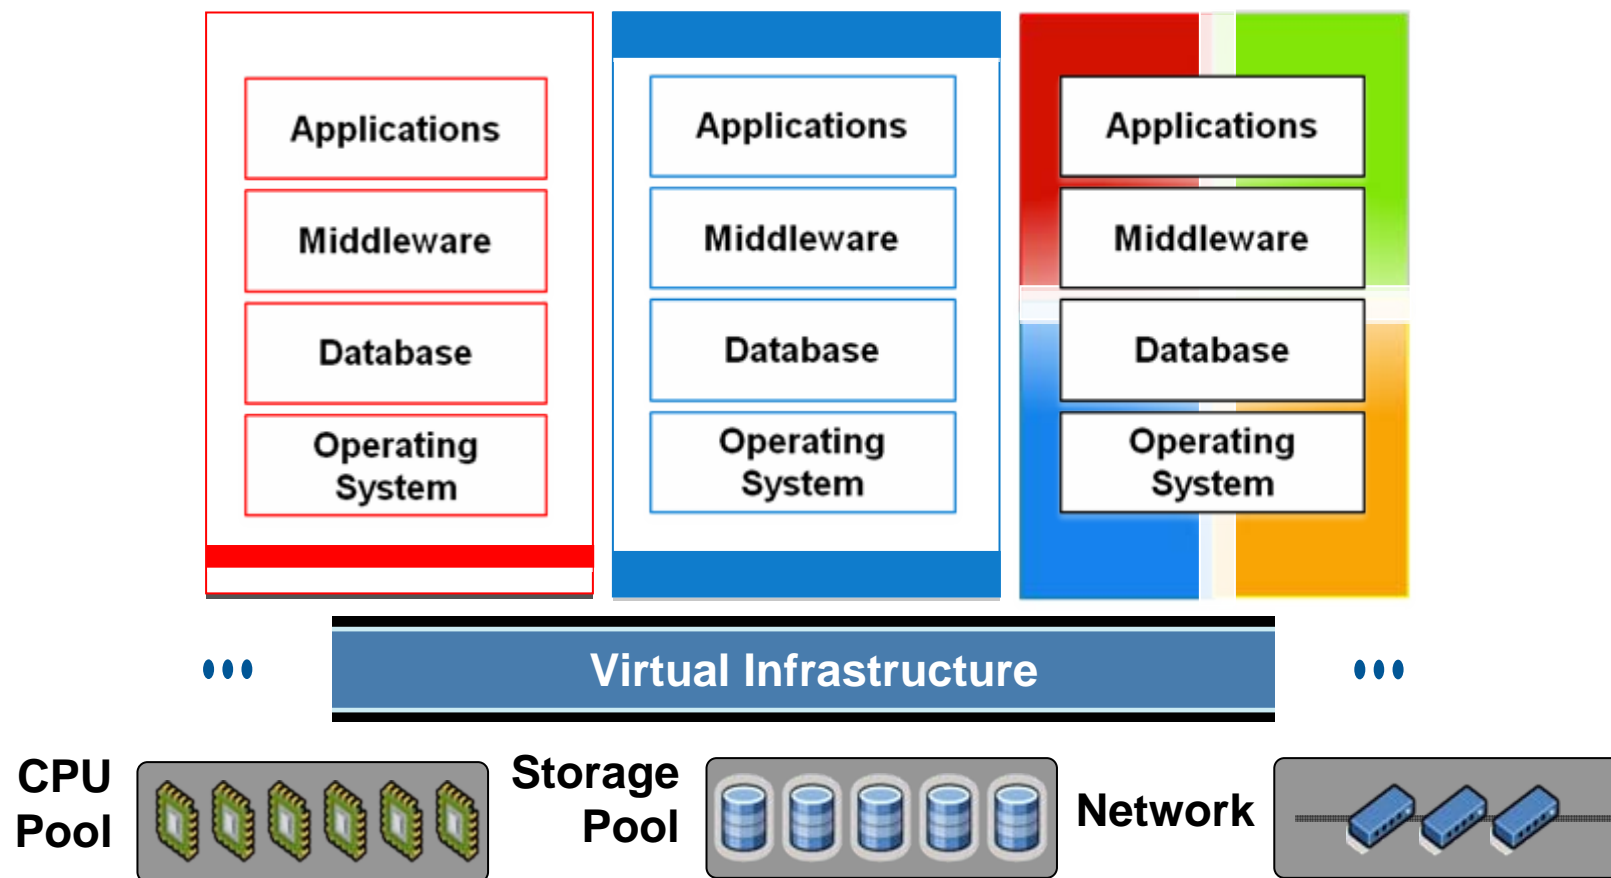 Applications
Middleware
Database
Operating
System
Applications
Middleware
Database
Operating
System
Applications
Middleware
Database
Operating
System
Virtual Infrastructure
CPU
Pool
Storage
Pool
Network